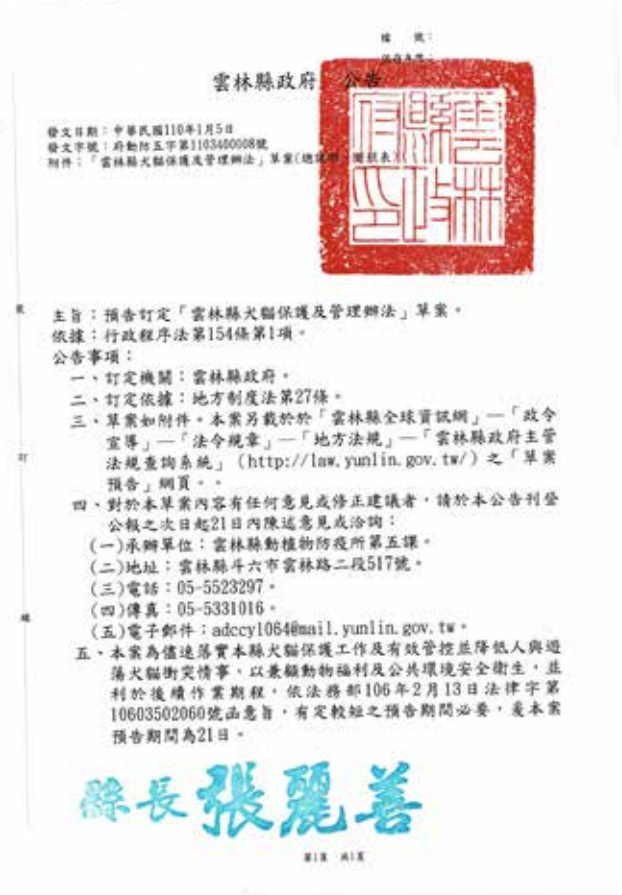 檔　號：
保存年限：
雲林縣政府　公告
發文日期：中華民國110年1月5日
發文字號：府動防五字第1103400008號
附件：「雲林縣犬貓保護及管理辦法」草案(總說明、逐條表)
雲林縣政府印
主旨：預告訂定「雲林縣犬貓保護及管理辦法」草案。
依據：行政程序法第154條第1項。
公告事項：
一、訂定機關：雲林縣政府。
二、訂定依據：地方制度法第27條。
三、草案如附件。本案另載於於「雲林縣全球資訊網」—「政令
宣導」—「法令規章」—「地方法規」—「雲林縣政府主管
法規查詢系統」（http://law.yunlin.gov.tw/）之「草案
預告」網頁。。
四、對於本草案內容有任何意見或修正建議者，請於本公告刊登
公報之次日起21日內陳述意見或洽詢：
(一)承辦單位：雲林縣動植物防疫所第五課。
(二)地址：雲林縣斗六市雲林路二段517號。
(三)電話：05-5523297。
(四)傳真：05-5331016。
(五)電子郵件：adccyl064@mail.yunlin.gov.tw。
五、本案為儘速落實本縣犬貓保護工作及有效管控並降低人與遊
蕩犬貓衝突情事，以兼顧動物福利及公共環境安全衛生，並
利於後續作業期程，依法務部106年2月13日法律字第
10603502060號函意旨，有定較短之預告期間必要，爰本案
預告期間為21日。
裝
訂
線
縣長張麗善
第1頁　共1頁